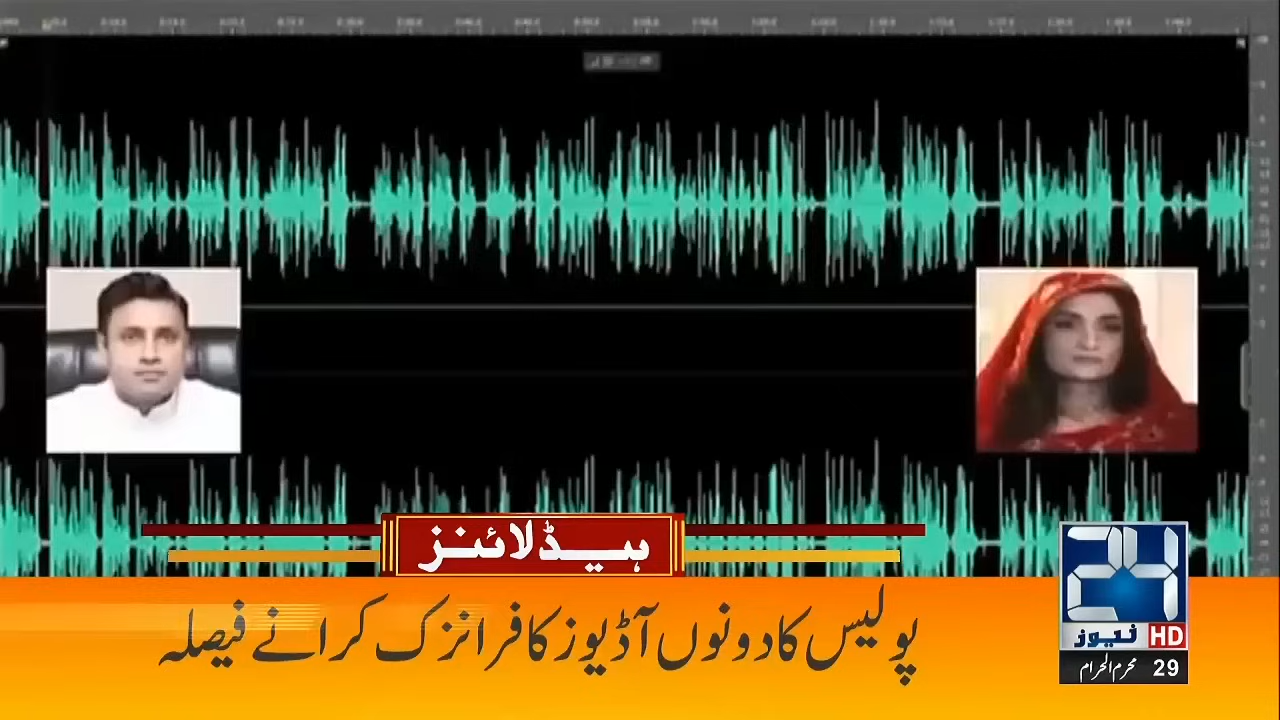 ہیڈلائنز
پولیس کا دونوں آڈیوز کا فرانزک کرانے فیصلہ
24
نیوز HD
29 محرم الحرام